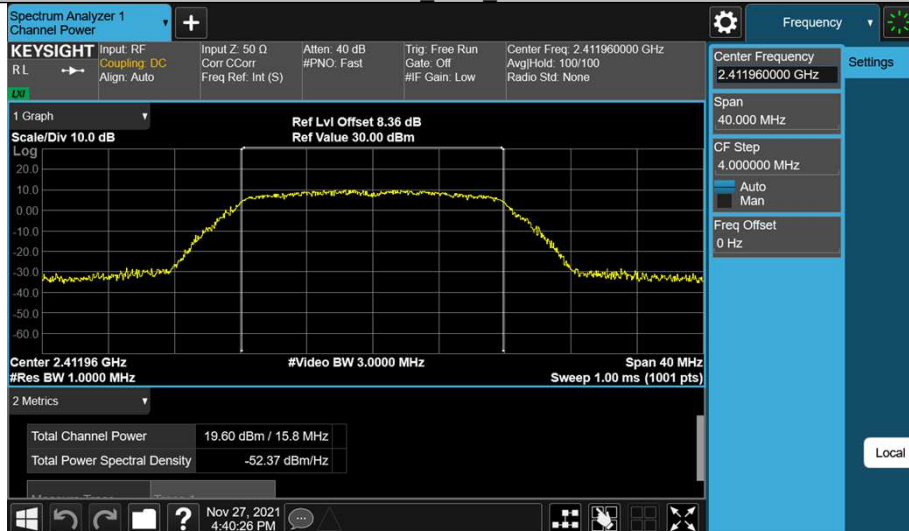 Spectrum Analyzer 1
Channel Power
+
Frequency
KEYSIGHT
RL
LXI
Input: RF
Coupling: DC
Align: Auto
Input Z: 50 Ω
Corr CCorr
Freq Ref: Int (S)
Atten: 40 dB
#PNO: Fast
Trig: Free Run
Gate: Off
#IF Gain: Low
Center Freq: 2.411960000 GHz
Avg|Hold: 100/100
Radio Std: None
Center Frequency
2.411960000 GHz
Settings
Span
40.000 MHz
CF Step
4.000000 MHz
Auto
Man
Freq Offset
0 Hz
Local
1 Graph
Scale/Div 10.0 dB
Ref Lvl Offset 8.36 dB
Ref Value 30.00 dBm
Log
20.0
10.0
0.00
-10.0
-20.0
-30.0
-40.0
-50.0
-60.0
Center 2.41196 GHz
#Video BW 3.0000 MHz
Span 40 MHz
#Res BW 1.0000 MHz
Sweep 1.00 ms (1001 pts)
2 Metrics
Total Channel Power 19.60 dBm / 15.8 MHz
Total Power Spectral Density -52.37 dBm/Hz
?
Nov 27, 2021
4:40:26 PM